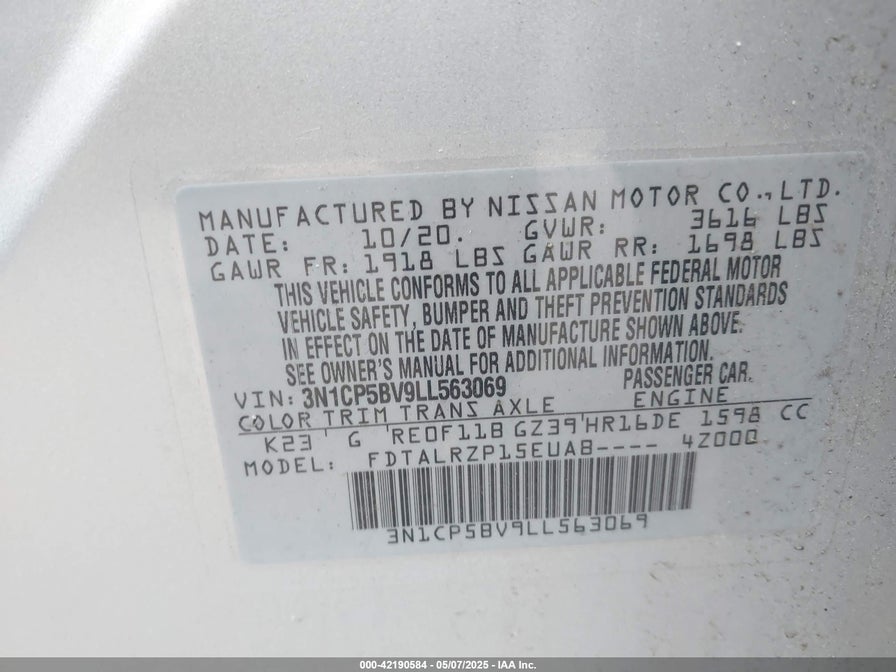 MANUFACTURED BY NISSAN MOTOR CO.,LTD.
DATE: 10/20. GVWR: 3616 LBS
GAWR FR: 1918 LBS GAWR RR: 1698 LBS
THIS VEHICLE CONFORMS TO ALL APPLICABLE FEDERAL MOTOR
VEHICLE SAFETY, BUMPER AND THEFT PREVENTION STANDARDS
IN EFFECT ON THE DATE OF MANUFACTURE SHOWN ABOVE.
SEE OWNER'S MANUAL FOR ADDITIONAL INFORMATION.
VIN: 3N1CP5BV9LL563069 PASSENGER CAR.
COLOR TRIM TRANS AXLE ENGINE
K23 G RE0F11B GZ39 HR16DE 1598 CC
MODEL: FDTALRZP15EUAB---- 4Z000
3N1CP5BV9LL563069
000-42190584 - 05/07/2025 - IAA Inc.